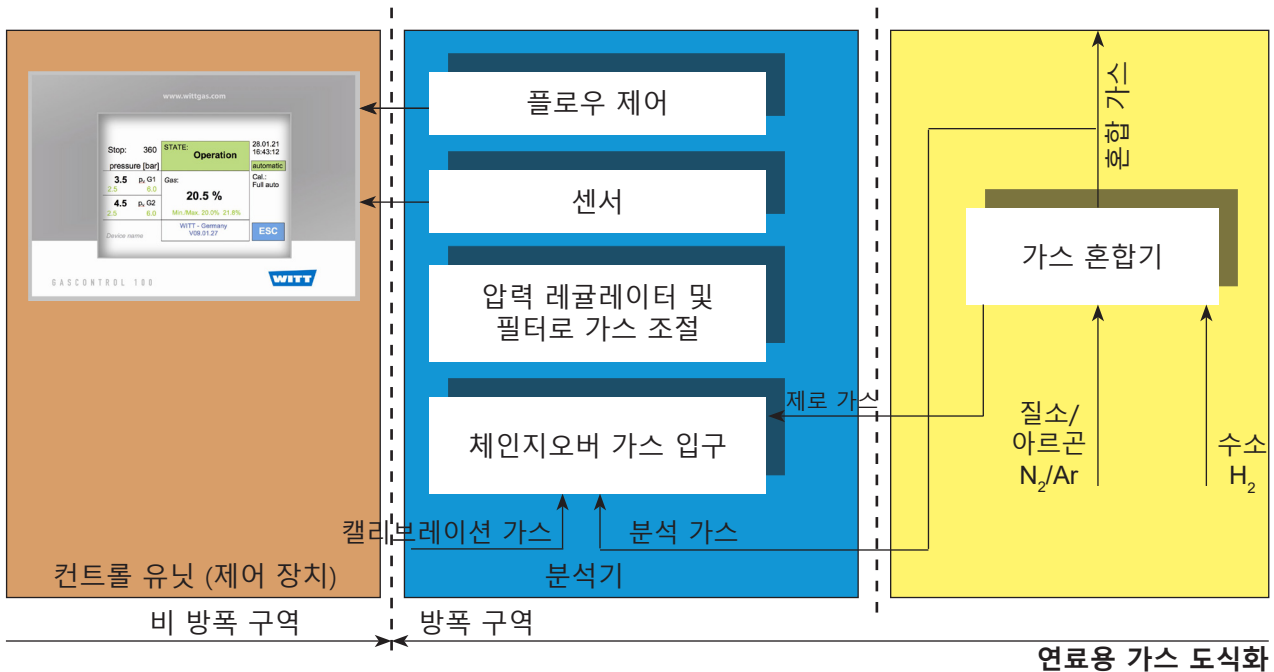 www.wittgas.com
Stop: 360
pressure [bar]
3.5 p, G1
2.5 6.0
4.5 p, G2
2.5 6.0
Device name
STATE:
Operation
Gas:
20.5 %
Min./Max. 20.0% 21.8%
WITT - Germany
V09.01.27
28.01.21
16:43:12
automatic
Cal.:
Full auto
ESC
GASCONTROL 100
WITT
컨트롤 유닛 (제어 장치)
플로우 제어
센서
압력 레귤레이터 및
필터로 가스 조절
체인지오버 가스 입구
캘리브레이션 가스
분석 가스
분석기
제로 가스
혼합 가스
가스 혼합기
질소/
아르곤
N₂/Ar
수소
H₂
비 방폭 구역
방폭 구역
연료용 가스 도식화